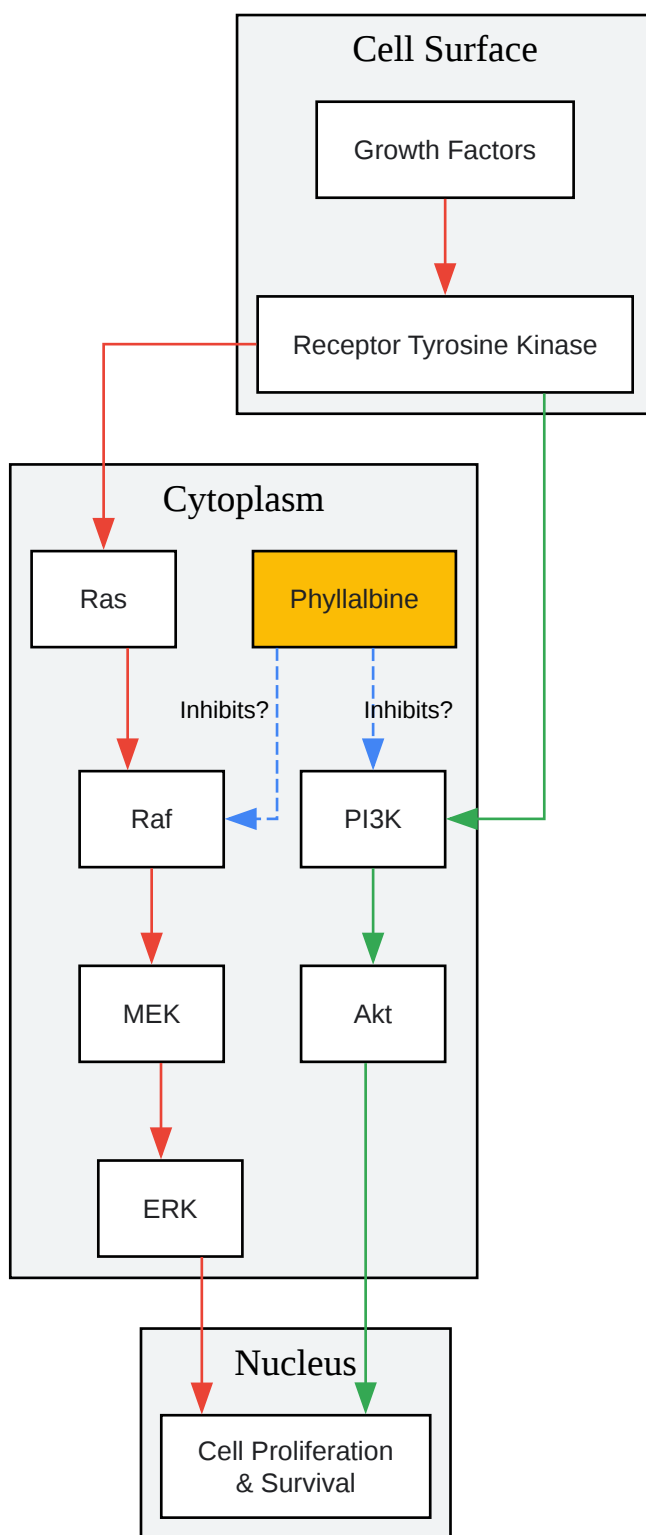 Cell Surface
Growth Factors
Receptor Tyrosine Kinase
Cytoplasm
Ras
Phyllalbine
Inhibits?
Inhibits?
Raf
PI3K
MEK
Akt
ERK
Nucleus
Cell Proliferation
& Survival